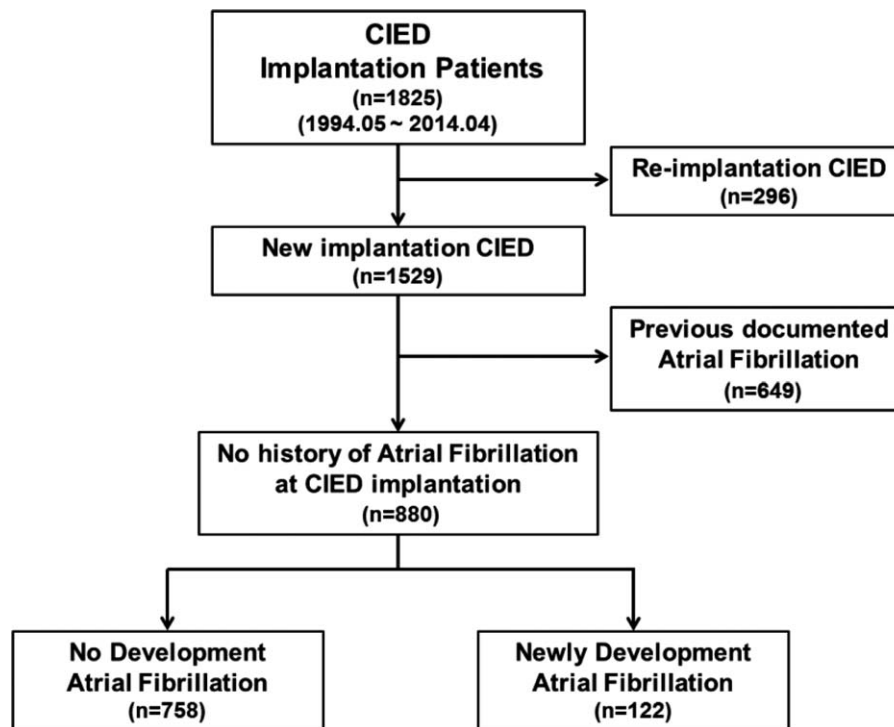 CIED
Implantation Patients
(n=1825)
(1994.05 ~ 2014.04)
Re-implantation CIED
(n=296)
New implantation CIED
(n=1529)
Previous documented
Atrial Fibrillation
(n=649)
No history of Atrial Fibrillation
at CIED implantation
(n=880)
No Development
Atrial Fibrillation
(n=758)
Newly Development
Atrial Fibrillation
(n=122)